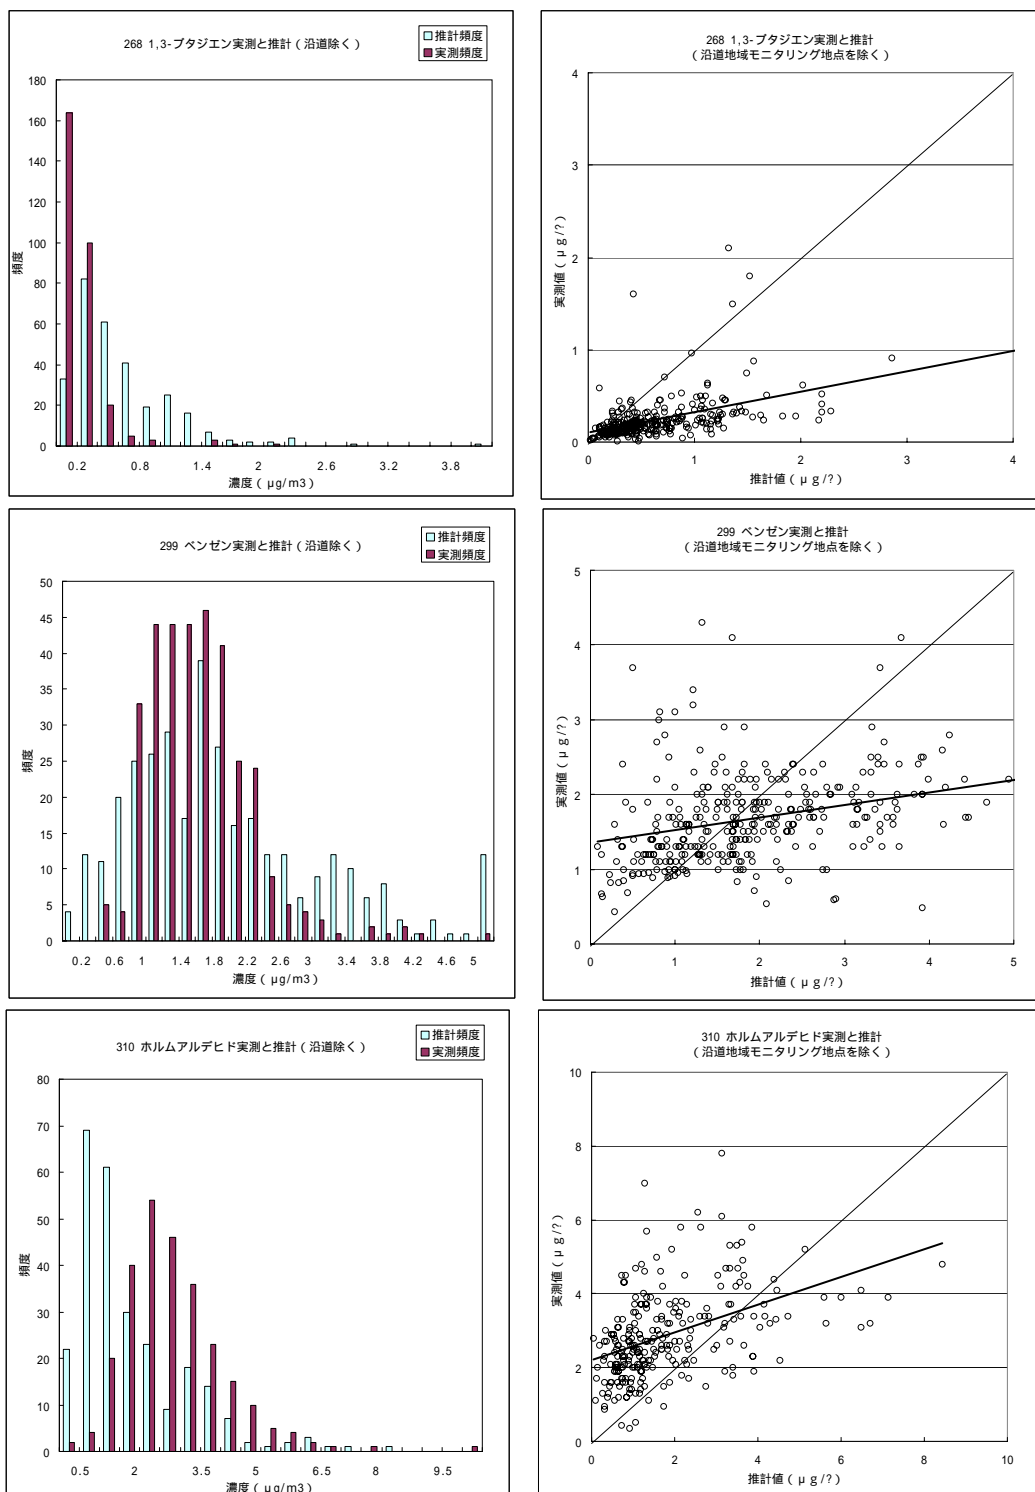 268 1,3-ブタジエン実測と推計（沿道除く）
推計頻度
実測頻度
180
160
140
120
100
80
60
40
20
0
頻度
0.2 0.8 1.4 2 2.6 3.2 3.8
濃度（μg/m3）
268 1,3-ブタジエン実測と推計
（沿道地域モニタリング地点を除く）
4
3
2
1
0
実測値（μg/?）
0 1 2 3 4
推計値（μg/?）
299 ベンゼン実測と推計（沿道除く）
推計頻度
実測頻度
50
45
40
35
30
25
20
15
10
5
0
頻度
0.2 0.6 1 1.4 1.8 2.2 2.6 3 3.4 3.8 4.2 4.6 5
濃度（μg/m3）
299 ベンゼン実測と推計
（沿道地域モニタリング地点を除く）
5
4
3
2
1
0
実測値（μg/?）
0 1 2 3 4 5
推計値（μg/?）
310 ホルムアルデヒド実測と推計（沿道除く）
推計頻度
実測頻度
80
70
60
50
40
30
20
10
0
頻度
0.5 2 3.5 5 6.5 8 9.5
濃度（μg/m3）
310 ホルムアルデヒド実測と推計
（沿道地域モニタリング地点を除く）
10
8
6
4
2
0
実測値（μg/?）
0 2 4 6 8 10
推計値（μg/?）